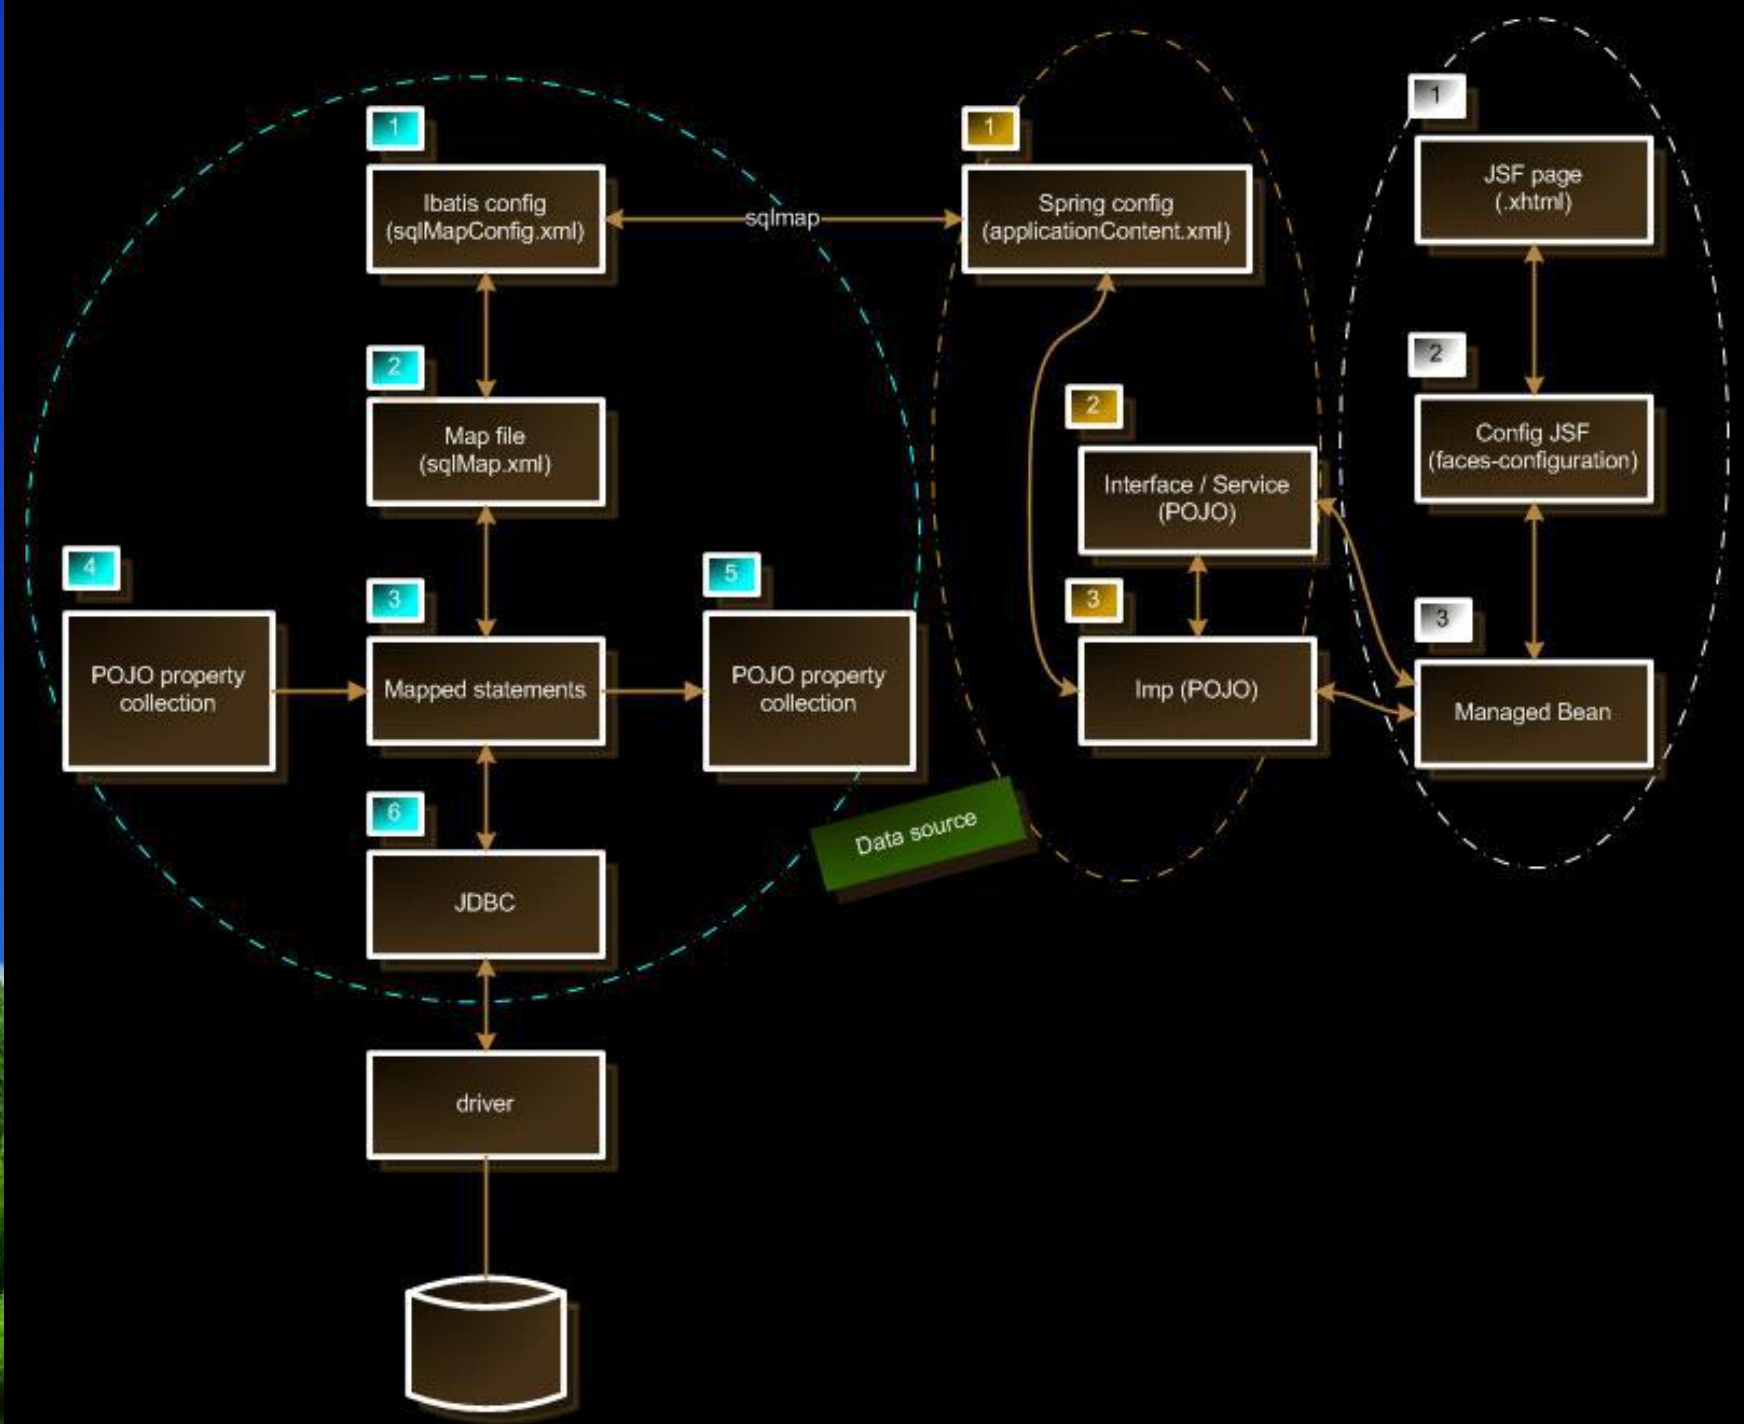 1
Ibatis config
(sqlMapConfig.xml)
sqlmap
2
Map file
(sqlMap.xml)
4
POJO property
collection
3
Mapped statements
5
POJO property
collection
6
JDBC
driver
Data source
1
Spring config
(applicationContent.xml)
2
Interface / Service
(POJO)
3
Imp (POJO)
1
JSF page
(.xhtml)
2
Config JSF
(faces-configuration)
3
Managed Bean